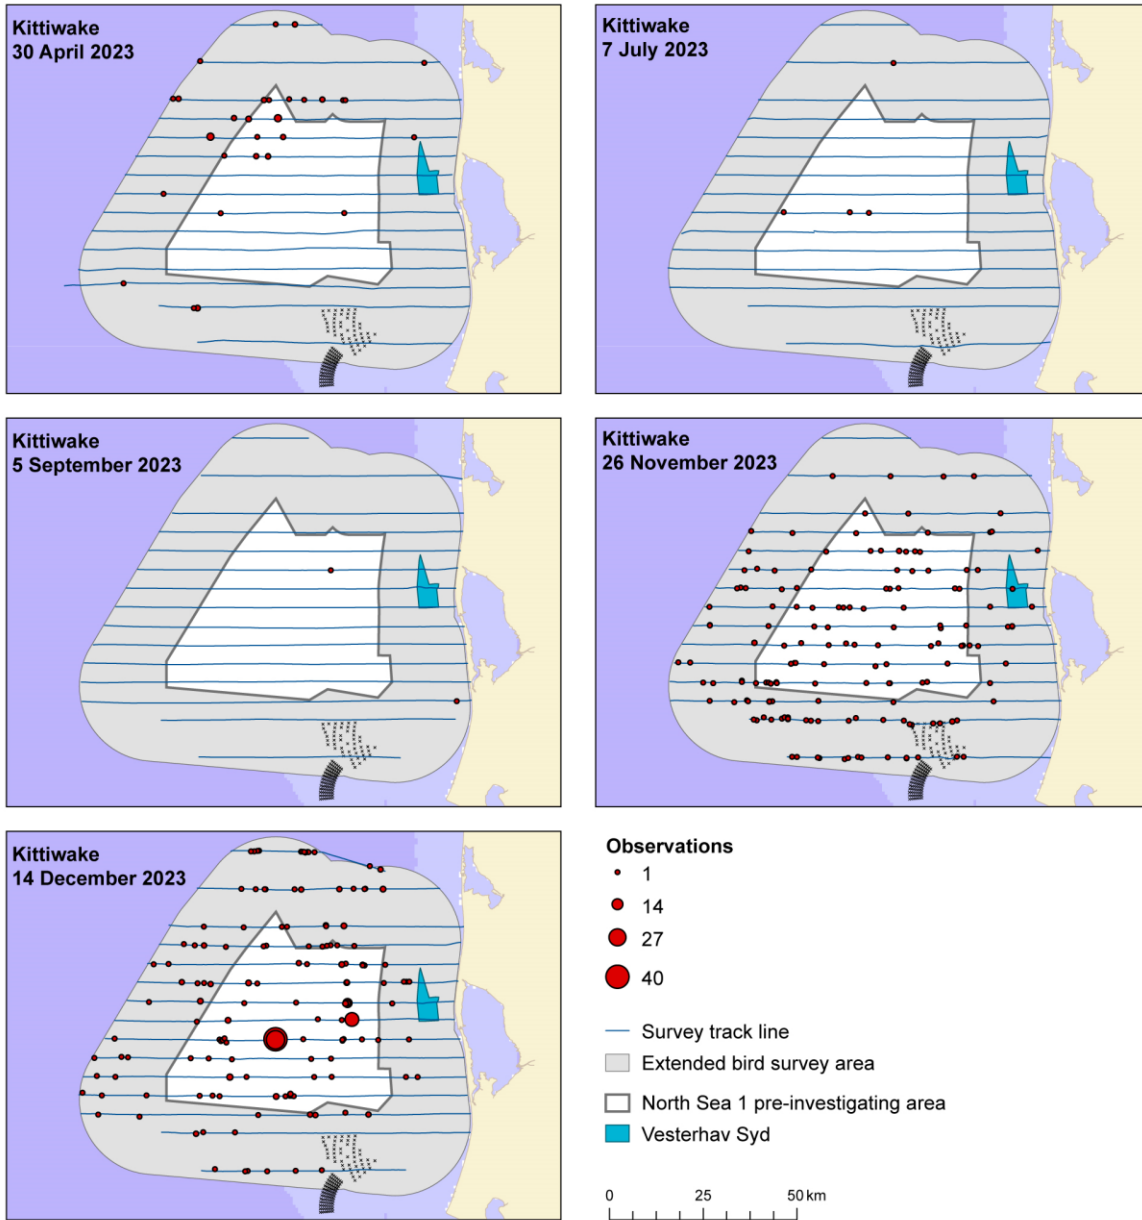 Kittiwake
30 April 2023
Kittiwake
7 July 2023
Kittiwake
5 September 2023
Kittiwake
26 November 2023
Kittiwake
14 December 2023
Observations
1
14
27
40
Survey track line
Extended bird survey area
North Sea 1 pre-investigating area
Vesterhav Syd
0 25 50 km